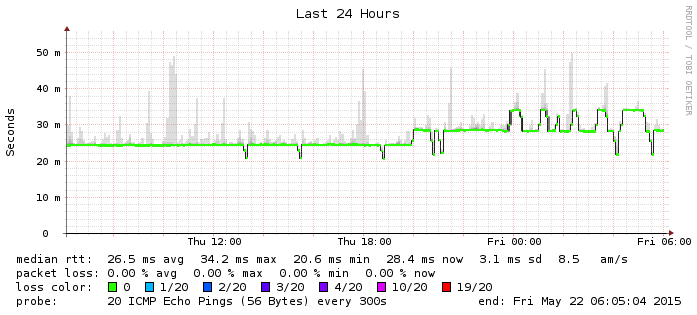 Last 24 Hours
RRDTOOL / TOBI OETIKER
Seconds
50 m
40 m
30 m
20 m
10 m
0
Thu 12:00 Thu 18:00 Fri 00:00 Fri 06:00
median rtt: 26.5 ms avg 34.2 ms max 20.6 ms min 28.4 ms now 3.1 ms sd 8.5 am/s
packet loss: 0.00 % avg 0.00 % max 0.00 % min 0.00 % now
loss color: 0 1/20 2/20 3/20 4/20 10/20 19/20
probe: 20 ICMP Echo Pings (56 Bytes) every 300s end: Fri May 22 06:05:04 2015